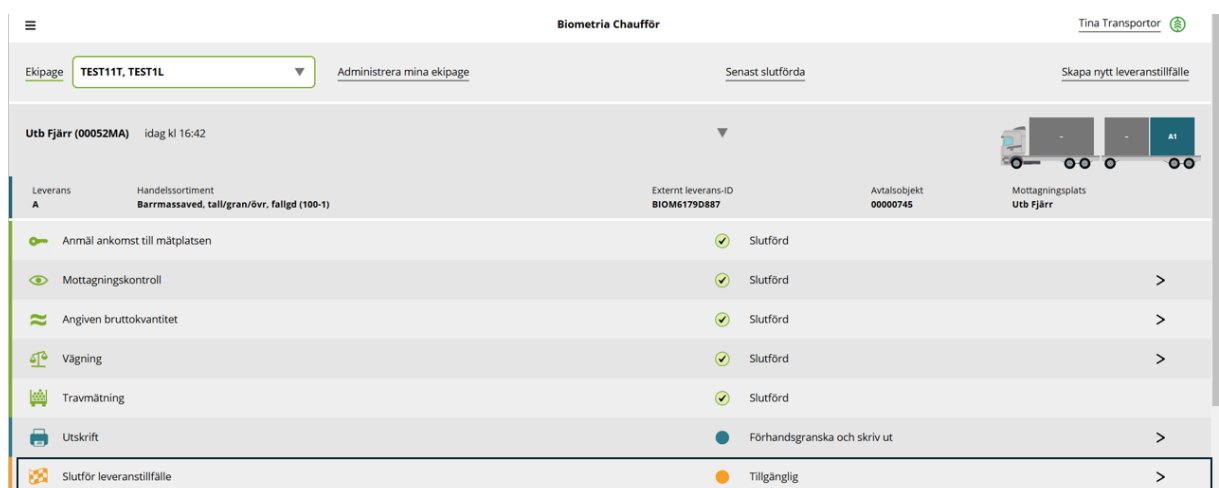 Biometria Chaufför
Tina Transportor
Ekipage
TEST11T, TEST1L
Administrera mina ekipage
Senast slutförda
Skapa nytt leveranstillfälle
Utb Fjärr (00052MA) idag kl 16:42
- - A1
Leverans Handelssortiment Externt leverans-ID Avtalsobjekt Mottagningsplats
A Barrmassaved, tall/gran/övr, fallgd (100-1) BIOM6179D887 00000745 Utb Fjärr
Anmäl ankomst till mätplatsen Slutförd
Mottagningskontroll Slutförd >
Angiven bruttokvantitet Slutförd >
Vägning Slutförd >
Travmätning Slutförd
Utskrift Förhandsgranska och skriv ut >
Slutför leveranstillfälle Tillgänglig >